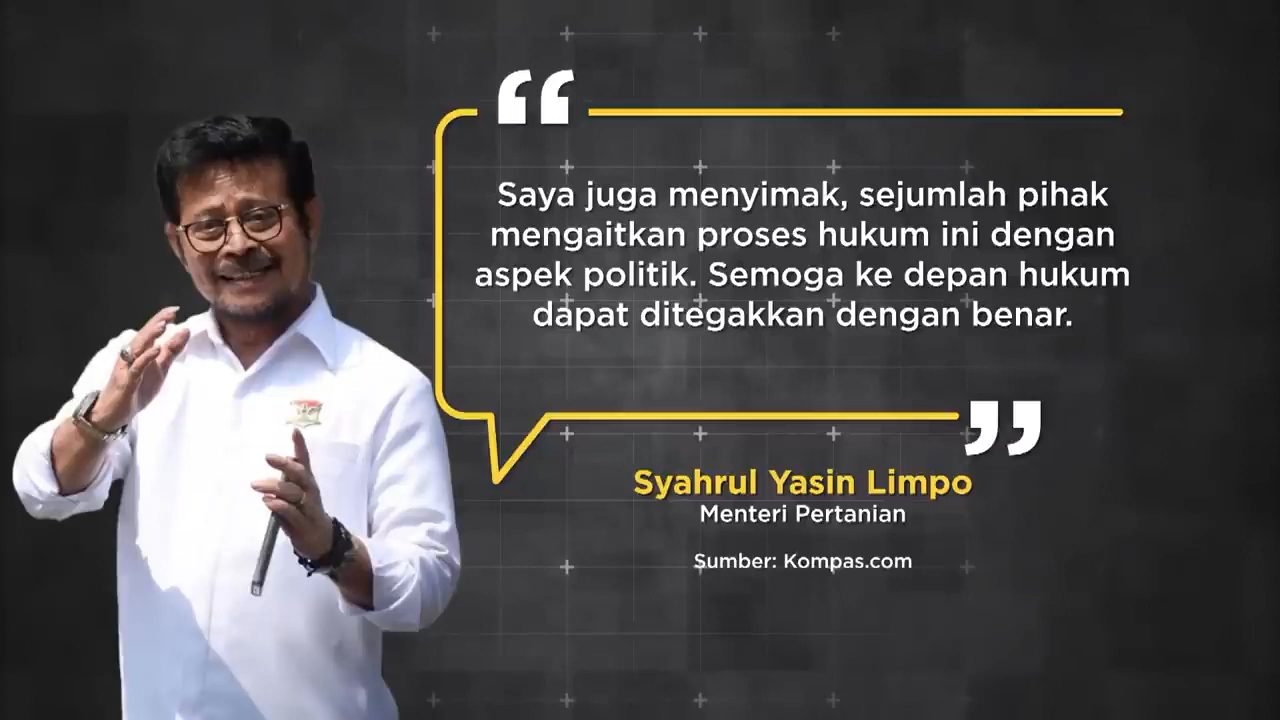 Saya juga menyimak, sejumlah pihak
mengaitkan proses hukum ini dengan
aspek politik. Semoga ke depan hukum
dapat ditegakkan dengan benar.
Syahrul Yasin Limpo
Menteri Pertanian
Sumber: Kompas.com